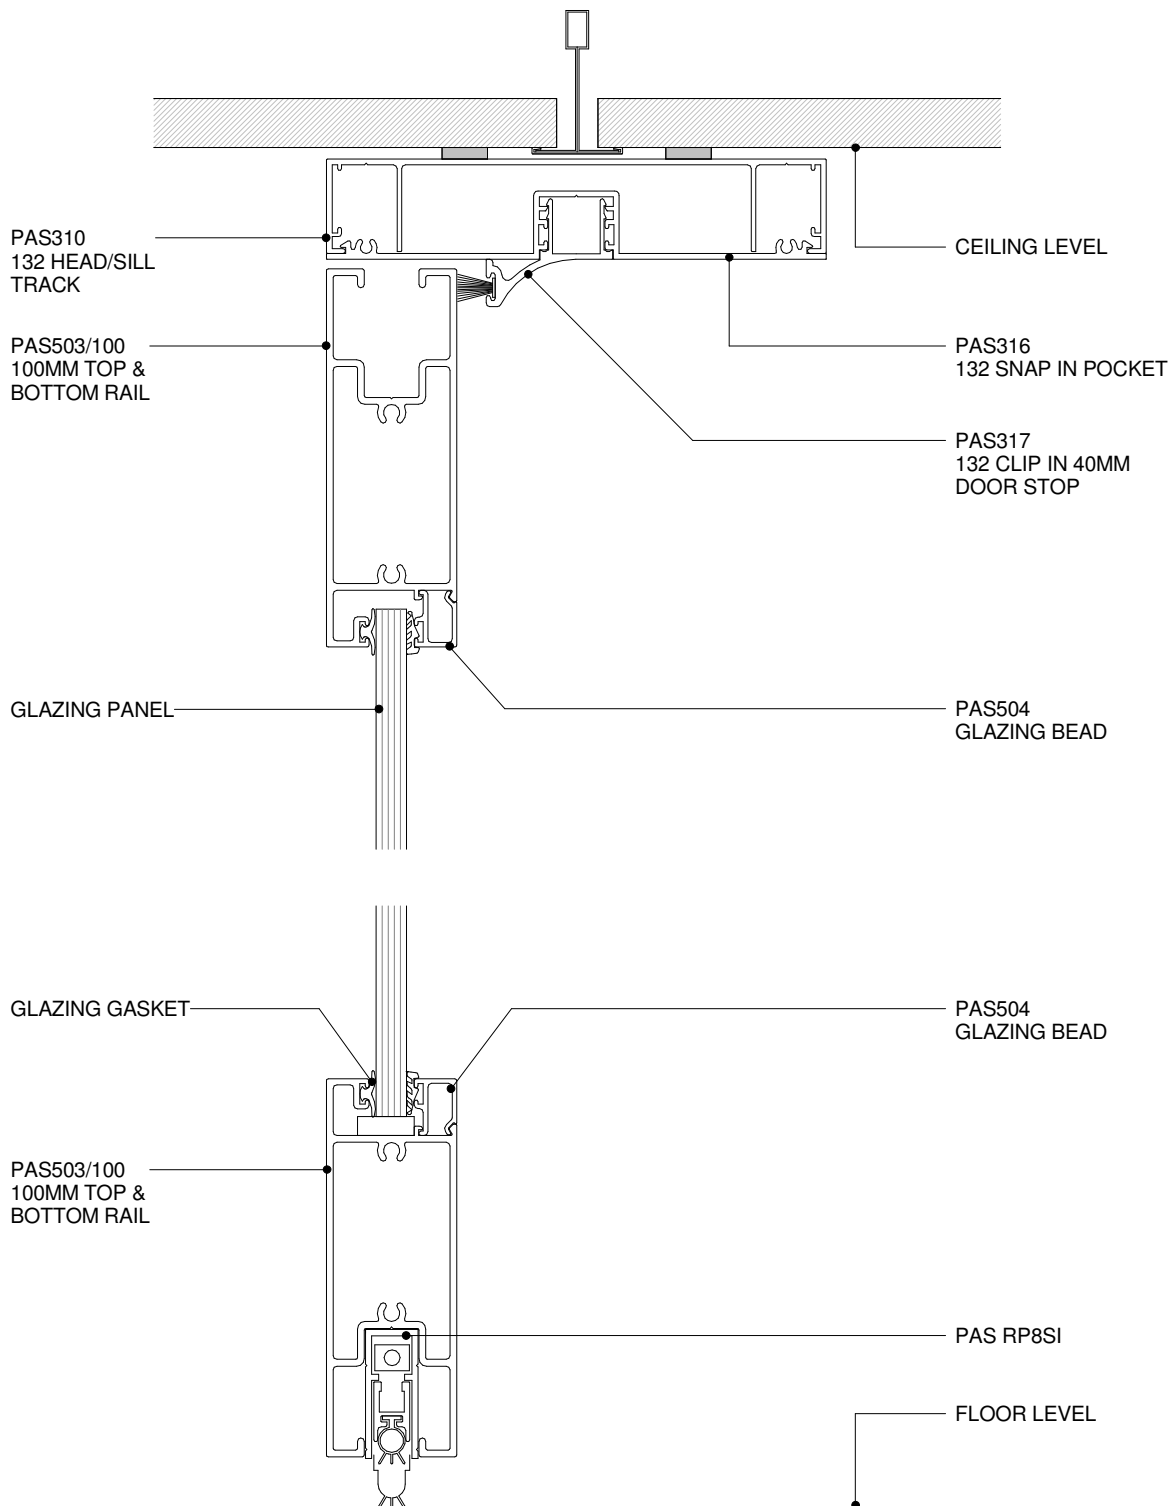 PAS310
132 HEAD/SILL
TRACK
CEILING LEVEL
PAS503/100
100MM TOP &
BOTTOM RAIL
PAS316
132 SNAP IN POCKET
PAS317
132 CLIP IN 40MM
DOOR STOP
GLAZING PANEL
PAS504
GLAZING BEAD
GLAZING GASKET
PAS504
GLAZING BEAD
PAS503/100
100MM TOP &
BOTTOM RAIL
PAS RP8SI
FLOOR LEVEL